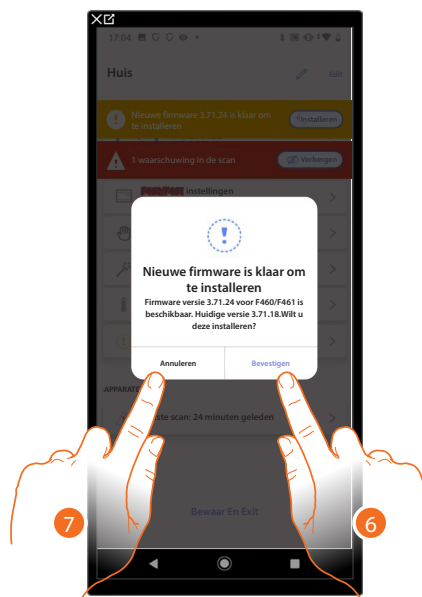 17:04
Huis
Edit
Nieuwe firmware 3.71.24 is klaar om
te installeren
Installeren
1 waarschuwing in de scan
Verborgen
instellingen
Nieuwe firmware is klaar om
te installeren
Firmware versie 3.71.24 voor F460/F461 is
beschikbaar. Huidige versie 3.71.18.Wilt u
deze installeren?
Annuleren
Bevestigen
scan: 24 minuten geleden
Bewaar En Exit
7
6